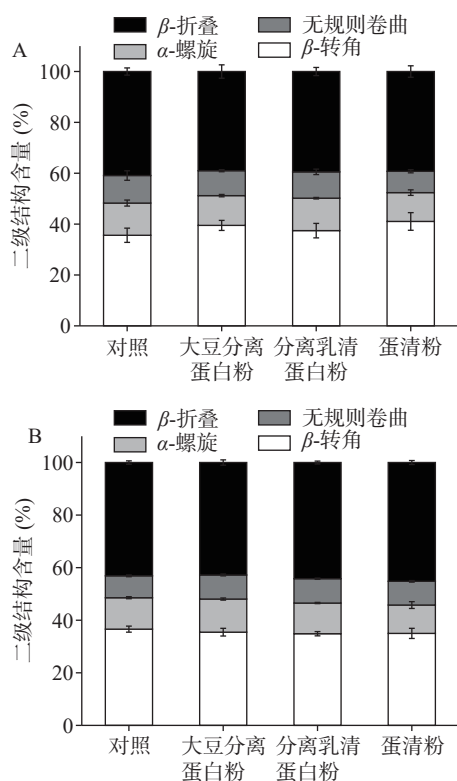 A
β-折叠 无规则卷曲
α-螺旋 β-转角
二级结构含量 (%)
100
80
60
40
20
0
对照 大豆分离 分离乳清 蛋清粉
蛋白粉 蛋白粉
B
β-折叠 无规则卷曲
α-螺旋 β-转角
二级结构含量 (%)
100
80
60
40
20
0
对照 大豆分离 分离乳清 蛋清粉
蛋白粉 蛋白粉